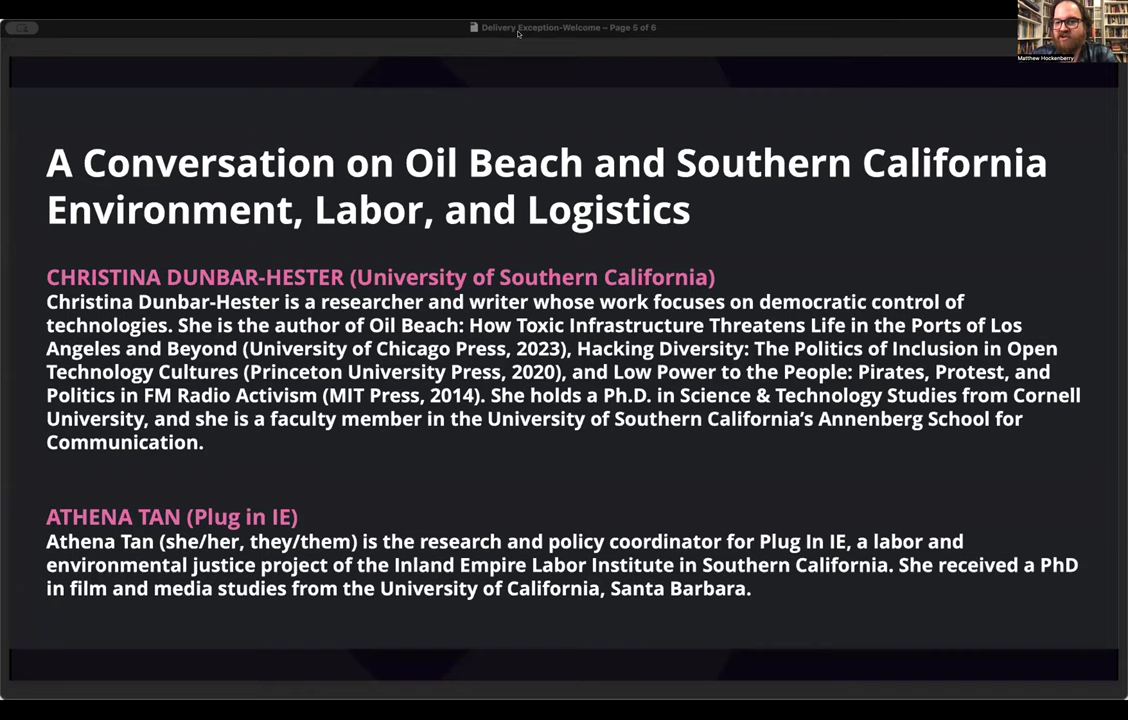 Delivery Exception-Welcome – Page 5 of 6
Matthew Hockenberry
A Conversation on Oil Beach and Southern California
Environment, Labor, and Logistics
CHRISTINA DUNBAR-HESTER (University of Southern California)
Christina Dunbar-Hester is a researcher and writer whose work focuses on democratic control of
technologies. She is the author of Oil Beach: How Toxic Infrastructure Threatens Life in the Ports of Los
Angeles and Beyond (University of Chicago Press, 2023), Hacking Diversity: The Politics of Inclusion in Open
Technology Cultures (Princeton University Press, 2020), and Low Power to the People: Pirates, Protest, and
Politics in FM Radio Activism (MIT Press, 2014). She holds a Ph.D. in Science & Technology Studies from Cornell
University, and she is a faculty member in the University of Southern California’s Annenberg School for
Communication.
ATHENA TAN (Plug in IE)
Athena Tan (she/her, they/them) is the research and policy coordinator for Plug In IE, a labor and
environmental justice project of the Inland Empire Labor Institute in Southern California. She received a PhD
in film and media studies from the University of California, Santa Barbara.